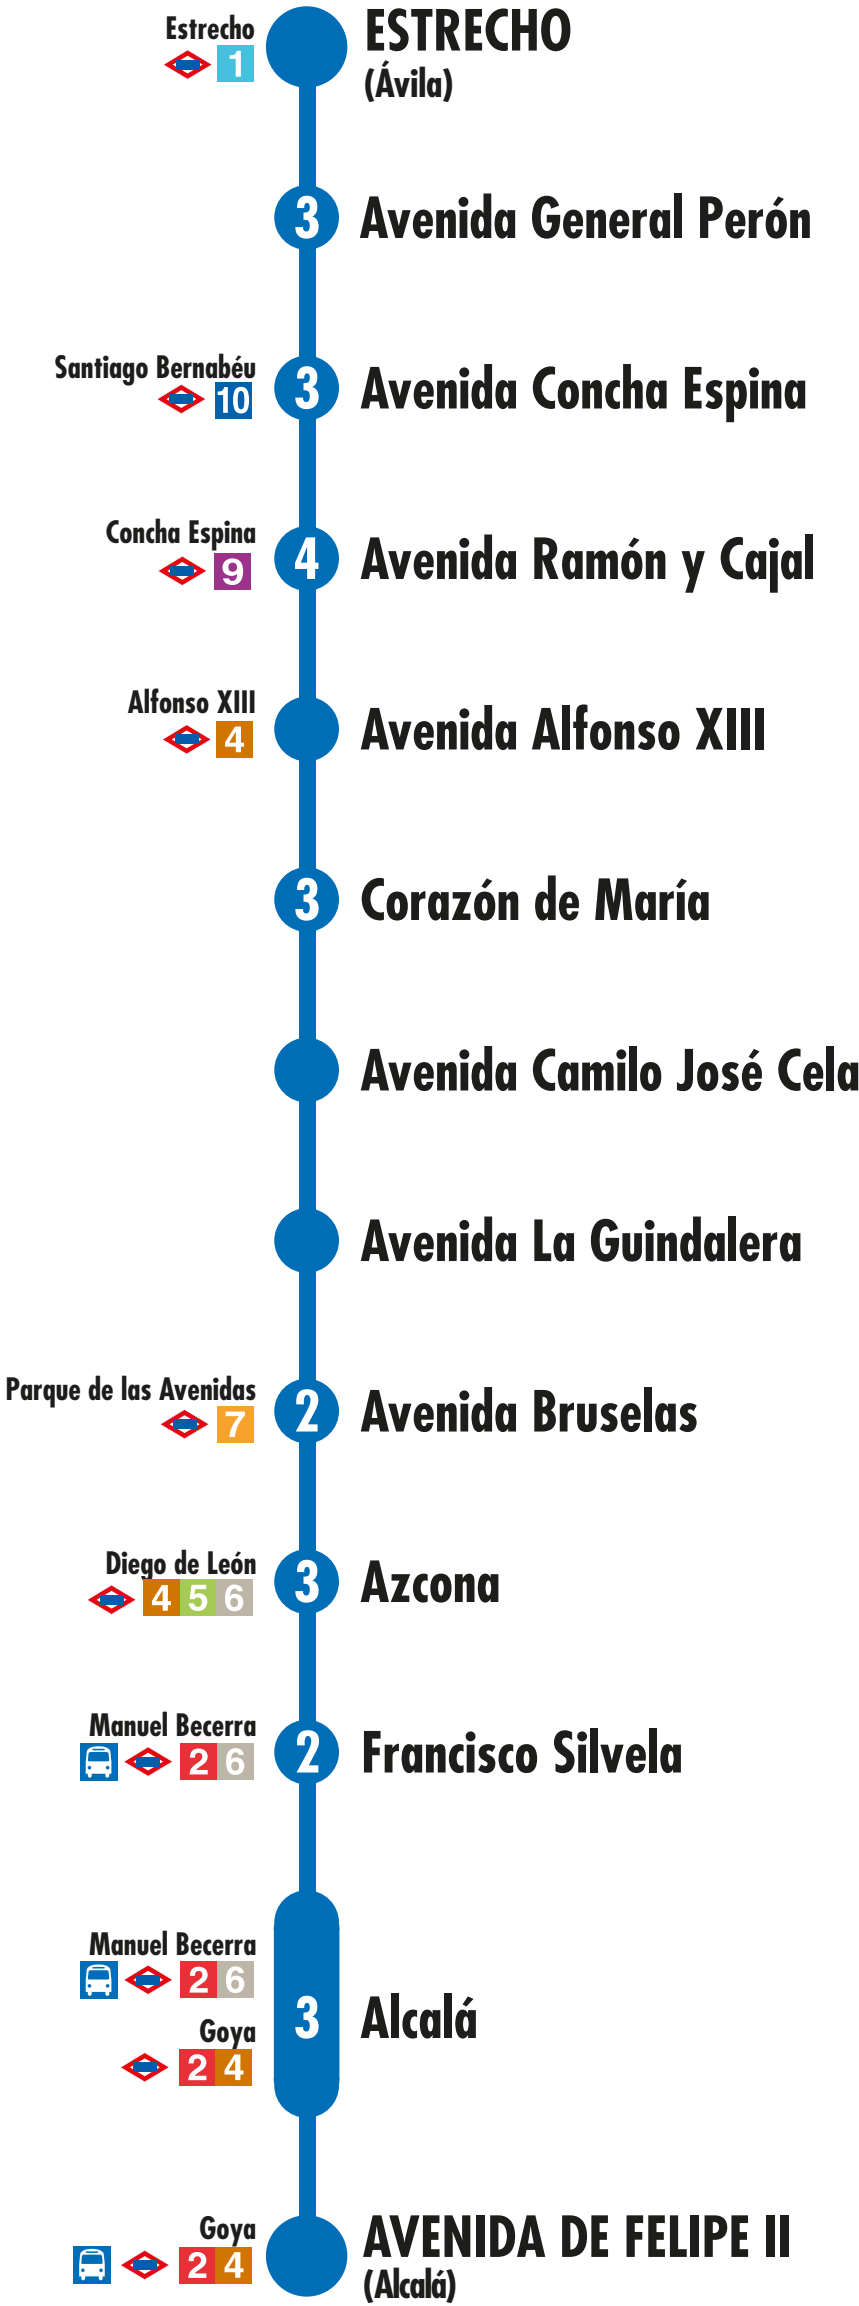 Estrecho
1
ESTRECHO
(Ávila)
3
Avenida General Perón
Santiago Bernabéu
10
3
Avenida Concha Espina
Concha Espina
9
4
Avenida Ramón y Cajal
Alfonso XIII
4
Avenida Alfonso XIII
3
Corazón de María
Avenida Camilo José Cela
Avenida La Guindalera
Parque de las Avenidas
7
2
Avenida Bruselas
Diego de León
4 5 6
3
Azcona
Manuel Becerra
2 6
2
Francisco Silvela
Manuel Becerra
2 6
Goya
2 4
3
Alcalá
Goya
2 4
AVENIDA DE FELIPE II
(Alcalá)